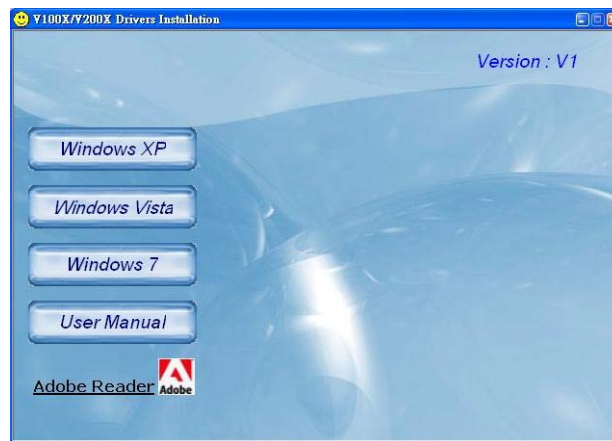 V100X/V200X Drivers Installation
Version : V1
Windows XP
Windows Vista
Windows 7
User Manual
Adobe Reader
Adobe